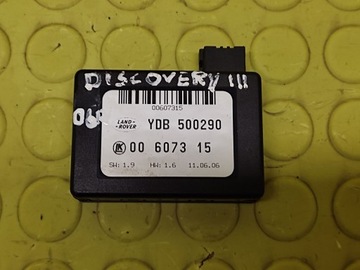 DISCOVERY III
00607315
LAND-
ROVER
YDB 500290
LK 00 6073 15
SW: 1.9 HW: 1.6 11.06.06